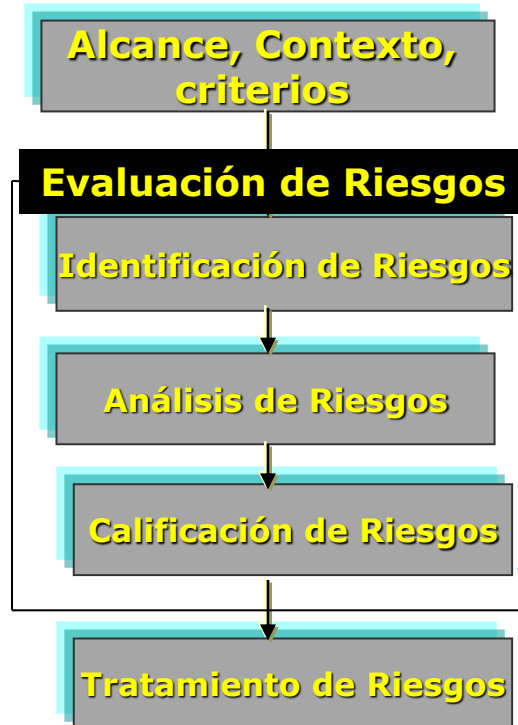 Alcance, Contexto,
criterios
Evaluación de Riesgos
Identificación de Riesgos
Análisis de Riesgos
Calificación de Riesgos
Tratamiento de Riesgos